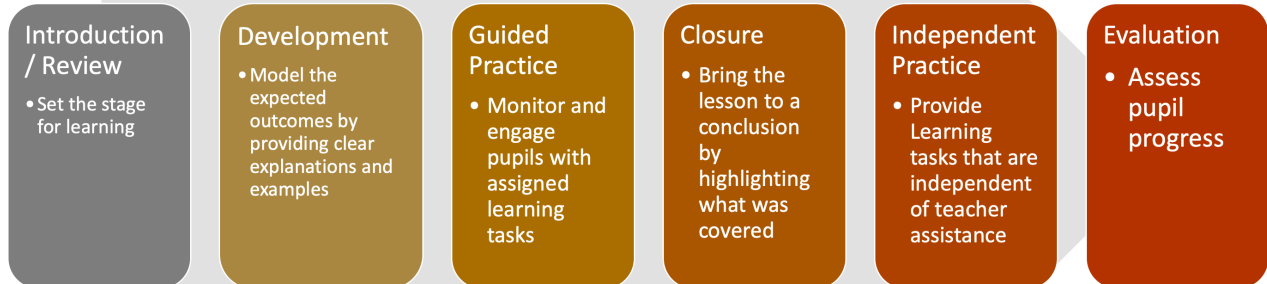 Introduction
/ Review
• Set the stage
for learning
Development
• Model the
expected
outcomes by
providing clear
explanations and
examples
Guided
Practice
• Monitor and
engage
pupils with
assigned
learning
tasks
Closure
• Bring the
lesson to a
conclusion
by
highlighting
what was
covered
Independent
Practice
• Provide
Learning
tasks that are
independent
of teacher
assistance
Evaluation
• Assess
pupil
progress